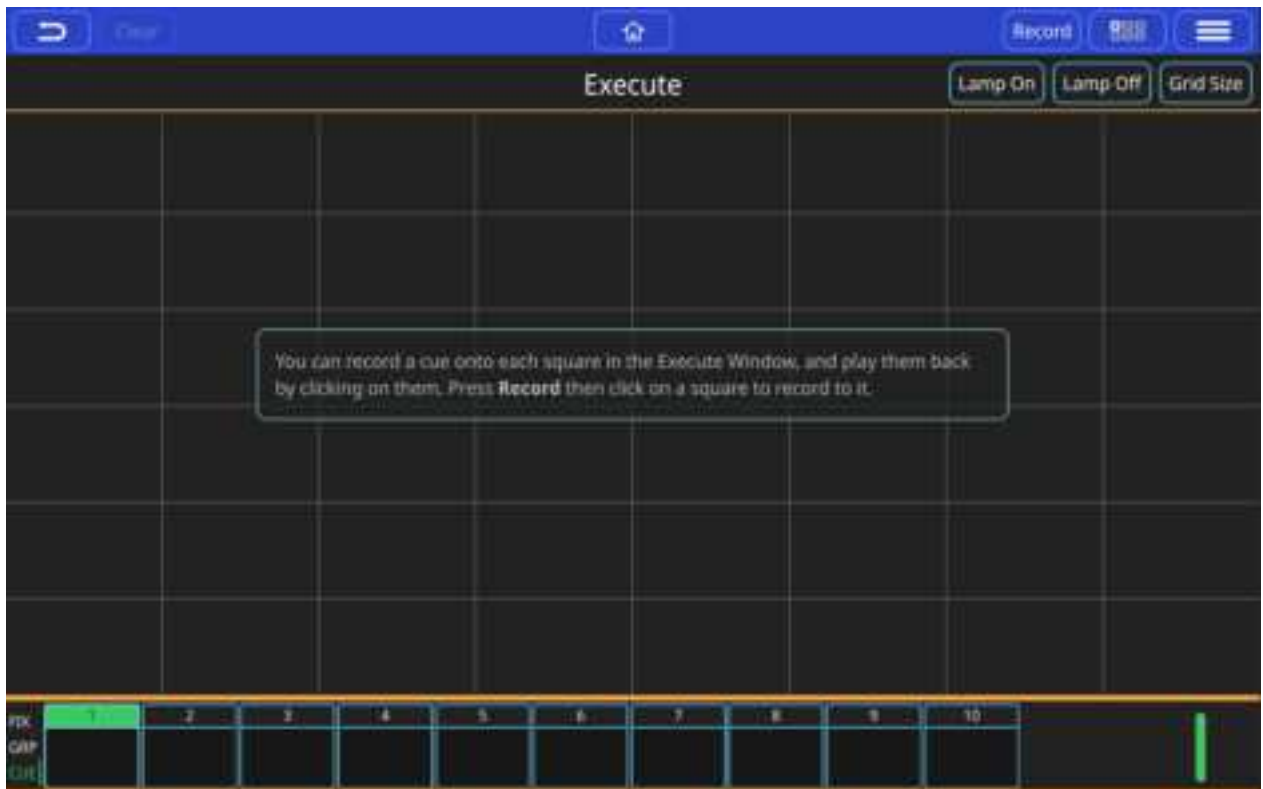 Clear
Record
Execute
Lamp On
Lamp Off
Grid Size
You can record a cue onto each square in the Execute Window, and play them back
by clicking on them. Press Record then click on a square to record to it.
FIX
GRP
CUE
1 2 3 4 5 6 7 8 9 10